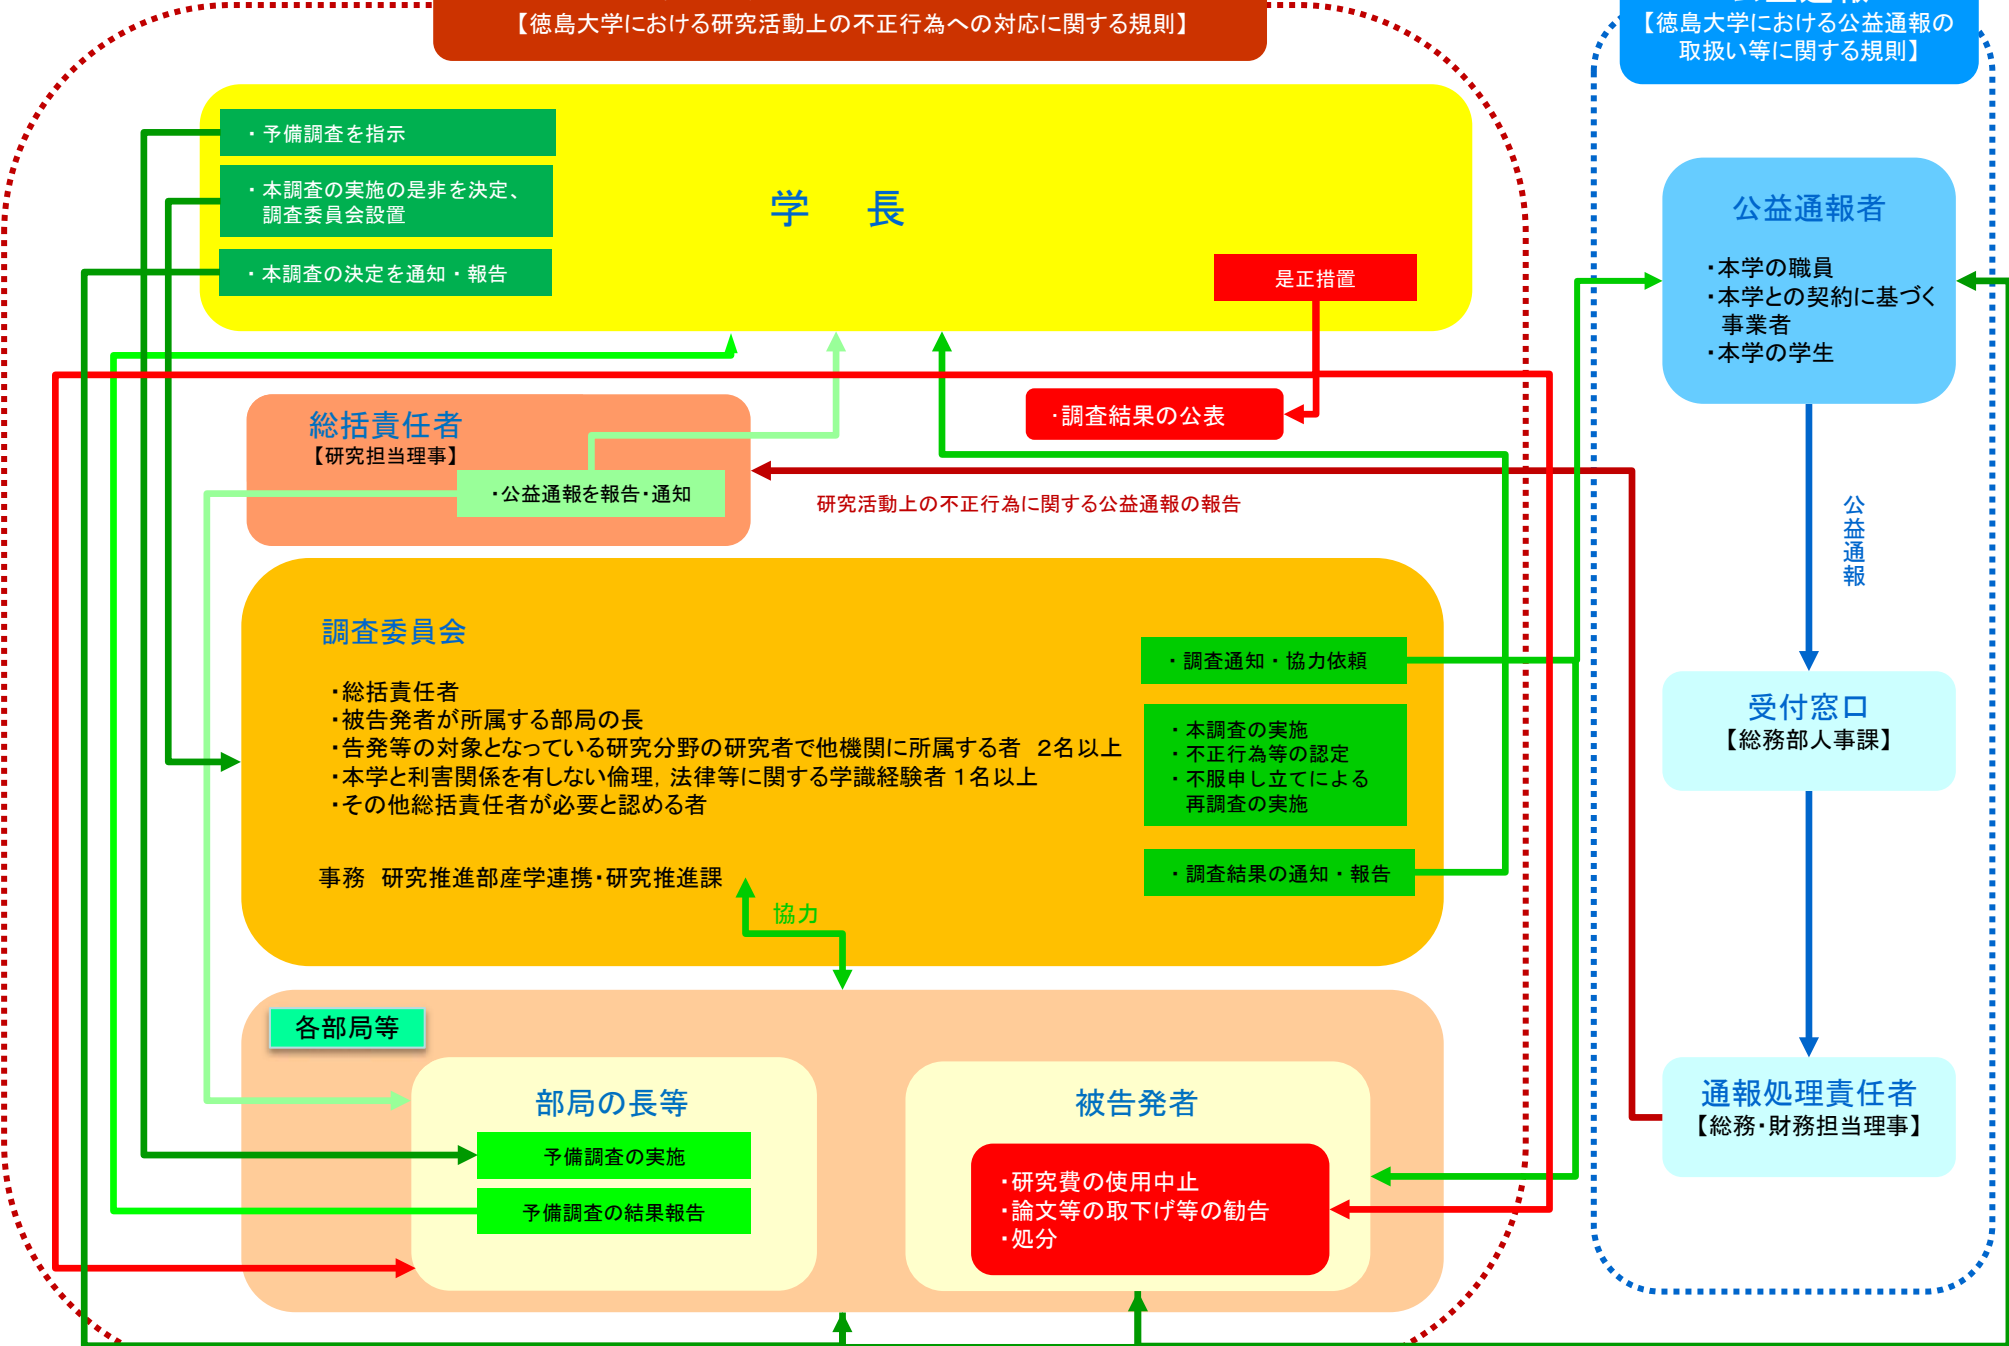 【徳島大学における研究活動上の不正行為への対応に関する規則】
・予備調査を指示
・本調査の実施の是非を決定、
調査委員会設置
・本調査の決定を通知・報告
学　長
是正措置
・調査結果の公表
総括責任者
【研究担当理事】
・公益通報を報告・通知
研究活動上の不正行為に関する公益通報の報告
調査委員会
・総括責任者
・被告発者が所属する部局の長
・告発等の対象となっている研究分野の研究者で他機関に所属する者　2名以上
・本学と利害関係を有しない倫理，法律等に関する学識経験者 1名以上
・その他総括責任者が必要と認める者
事務　研究推進部産学連携・研究推進課
・調査通知・協力依頼
・本調査の実施
・不正行為等の認定
・不服申し立てによる
再調査の実施
・調査結果の通知・報告
協力
各部局等
部局の長等
予備調査の実施
予備調査の結果報告
被告発者
・研究費の使用中止
・論文等の取下げ等の勧告
・処分
【徳島大学における公益通報の
取扱い等に関する規則】
公益通報者
・本学の職員
・本学との契約に基づく
事業者
・本学の学生
公益通報
受付窓口
【総務部人事課】
通報処理責任者
【総務・財務担当理事】